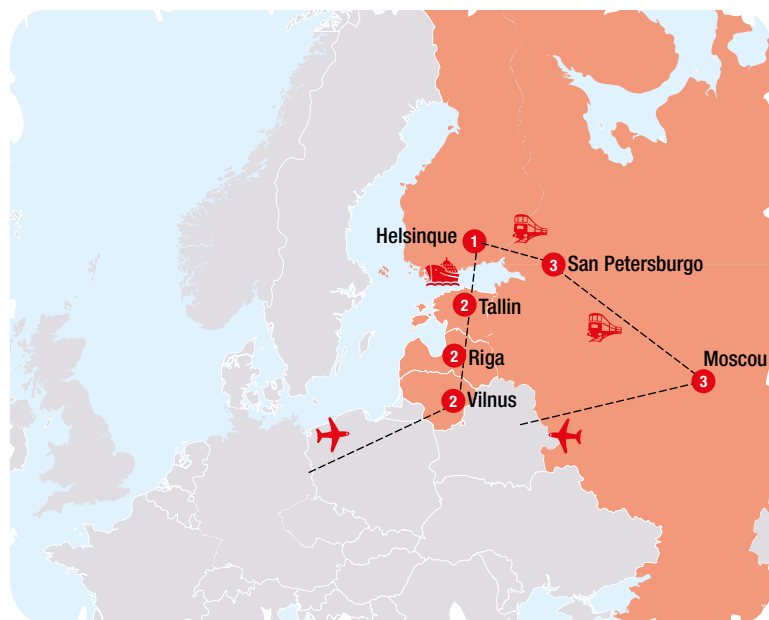 Helsinque
1
3
San Petersburgo
2
Tallin
2
Riga
Moscou
3
2
Vilnus